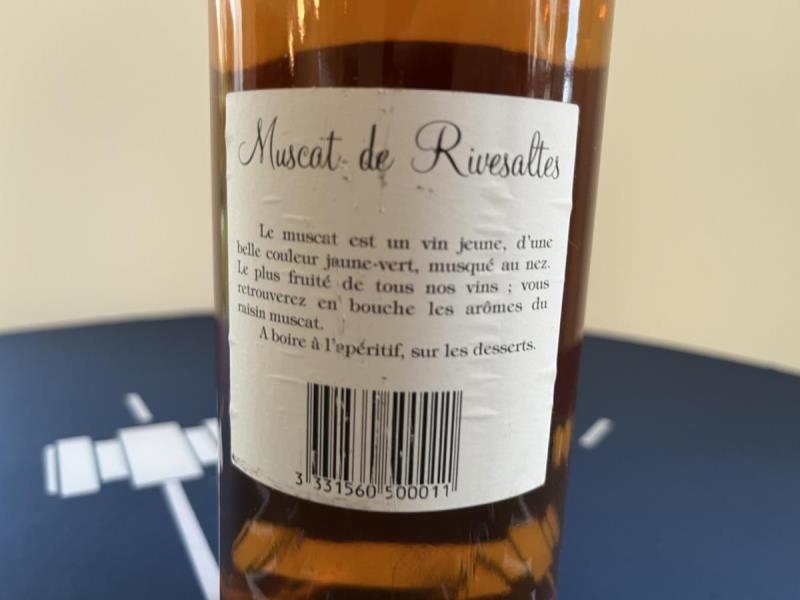 Muscat de Rivesaltes
Le muscat est un vin jeune, d'une
belle couleur jaune-vert, musqué au nez.
Le plus fruité de tous nos vins ; vous
retrouverez en bouche les arômes du
raisin muscat.
A boire à l'apéritif, sur les desserts.
3 331560 500011